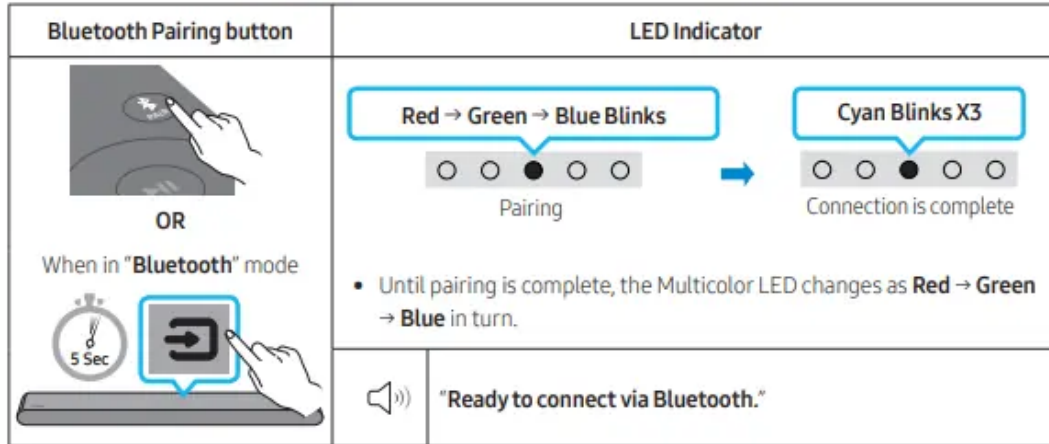 Bluetooth Pairing button
LED Indicator
PAIR
OR
When in "Bluetooth" mode
5 Sec
Red → Green → Blue Blinks
Pairing
Cyan Blinks X3
Connection is complete
• Until pairing is complete, the Multicolor LED changes as Red → Green
→ Blue in turn.
"Ready to connect via Bluetooth."